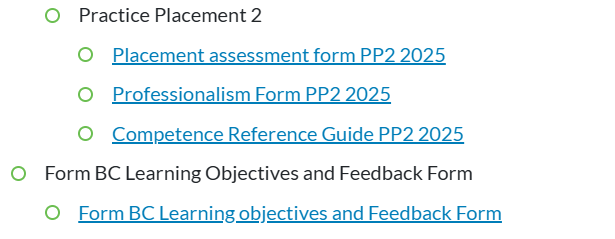 Practice Placement 2
Placement assessment form PP2 2025
Professionalism Form PP2 2025
Competence Reference Guide PP2 2025
Form BC Learning Objectives and Feedback Form
Form BC Learning objectives and Feedback Form